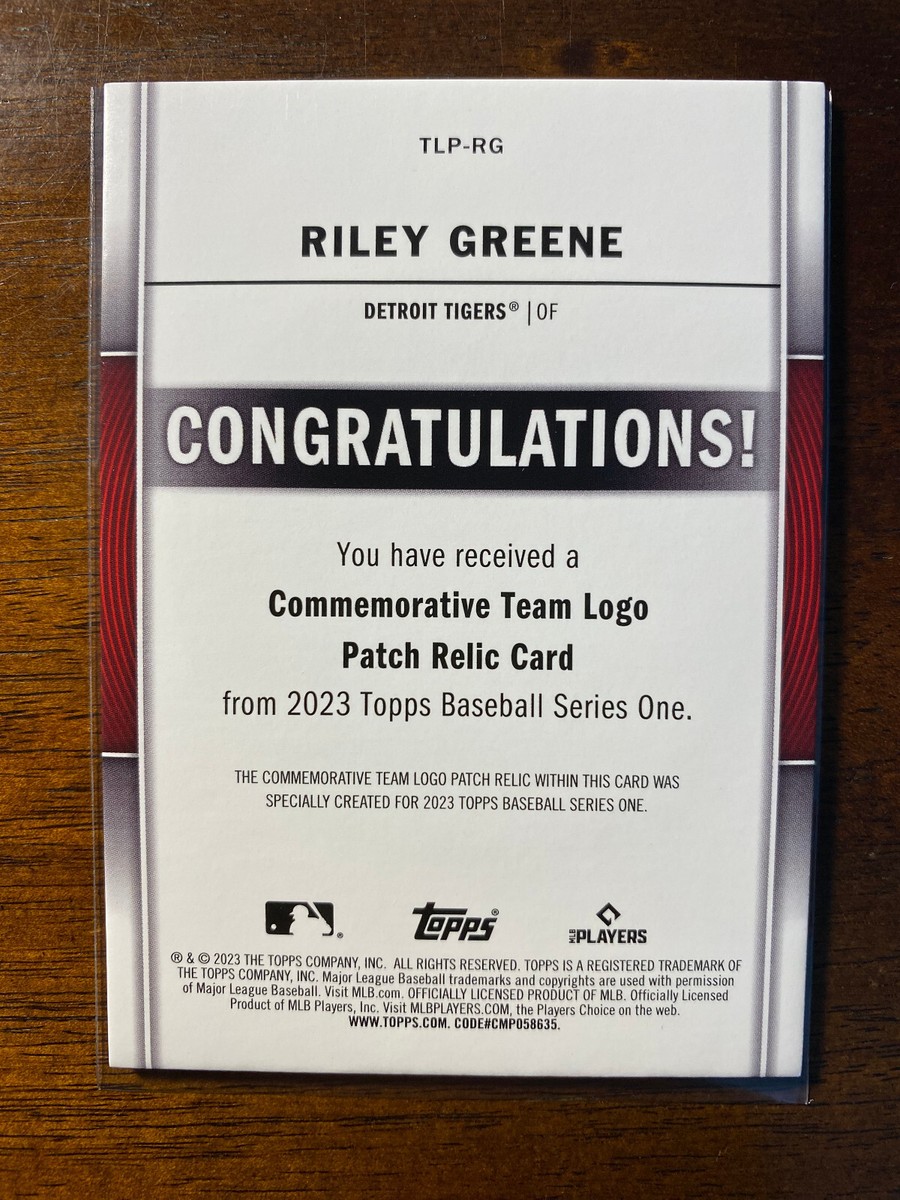 TLP-RG
RILEY GREENE
DETROIT TIGERS® | OF
CONGRATULATIONS!
You have received a
Commemorative Team Logo
Patch Relic Card
from 2023 Topps Baseball Series One.
THE COMMEMORATIVE TEAM LOGO PATCH RELIC WITHIN THIS CARD WAS
SPECIALLY CREATED FOR 2023 TOPPS BASEBALL SERIES ONE.
® topps® MLB PLAYERS
® & © 2023 THE TOPPS COMPANY, INC. ALL RIGHTS RESERVED. TOPPS IS A REGISTERED TRADEMARK OF
THE TOPPS COMPANY, INC. Major League Baseball trademarks and copyrights are used with permission
of Major League Baseball. Visit MLB.com. OFFICIALLY LICENSED PRODUCT OF MLB. Officially Licensed
Product of MLB Players, Inc. Visit MLBPLAYERS.COM, the Players Choice on the web.
WWW.TOPPS.COM. CODE#CMP058635.